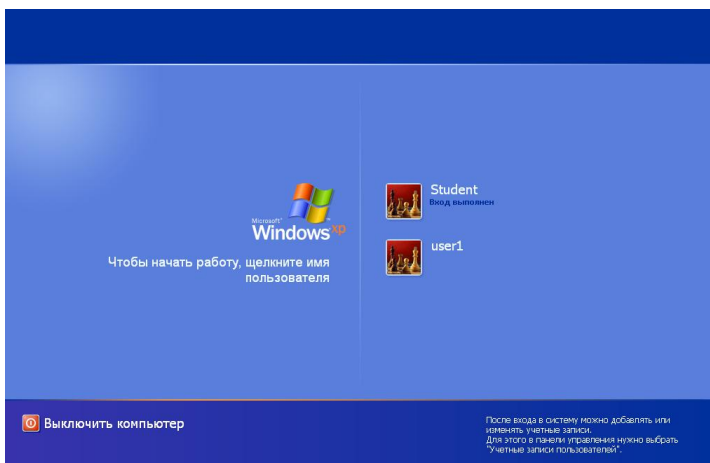 Microsoft®
Windows xp
Чтобы начать работу, щелкните имя
пользователя
Student
Вход выполнен
user1
Выключить компьютер
После входа в систему можно добавлять или
изменять учетные записи.
Для этого в панели управления нужно выбрать
"Учетные записи пользователей".